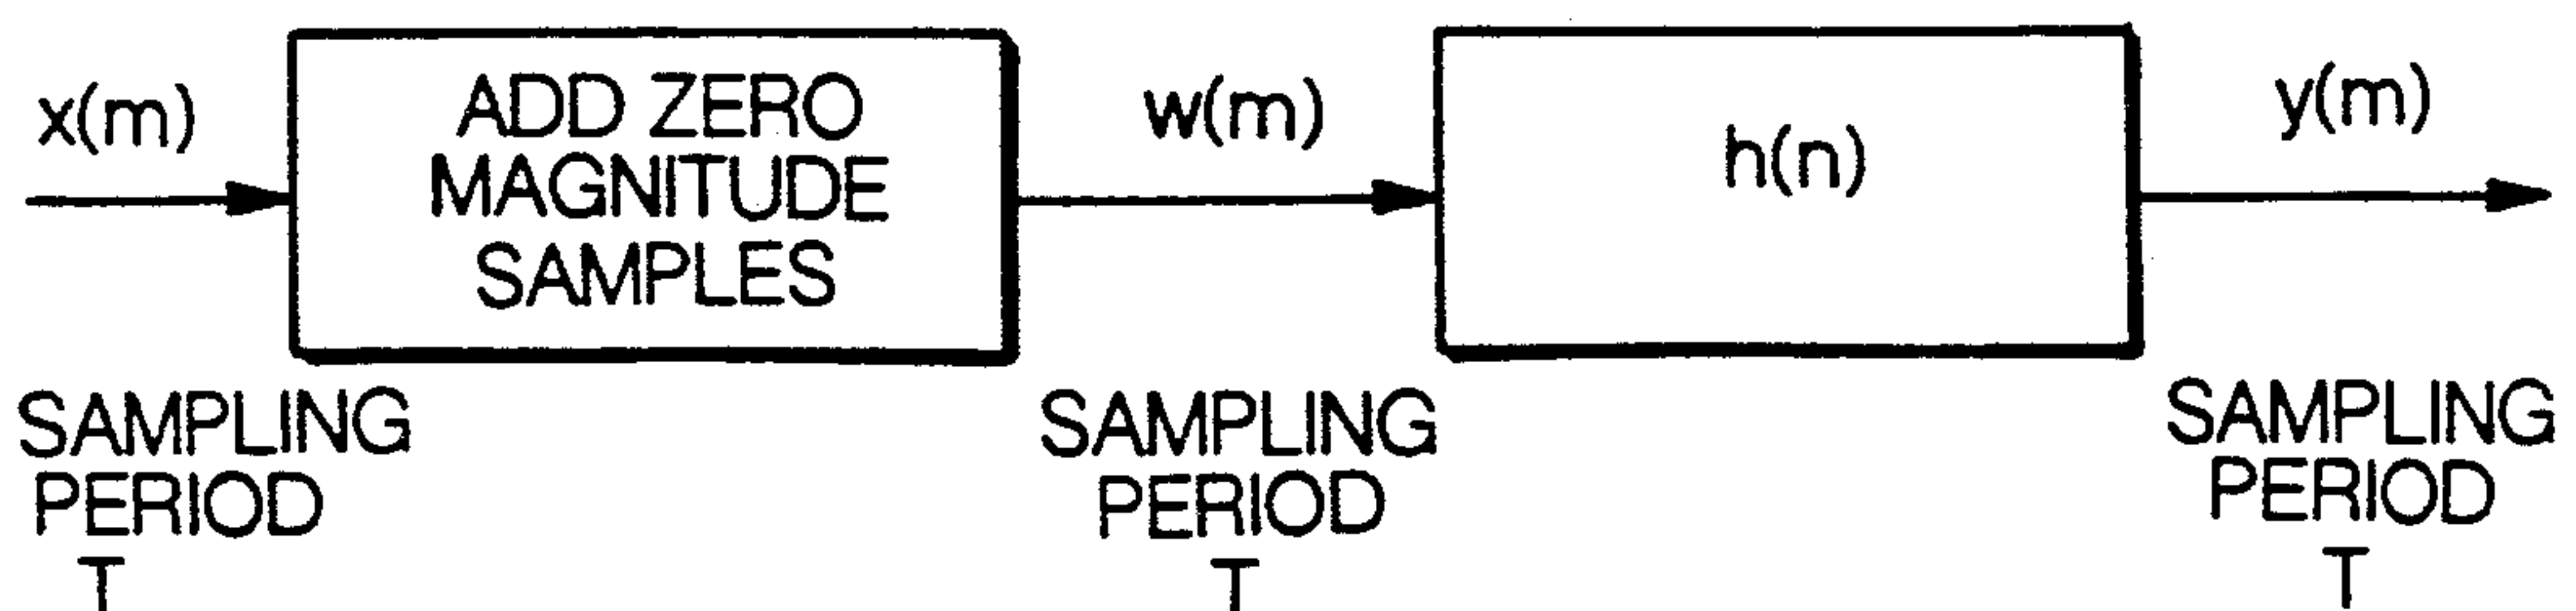 x(m)
ADD ZERO
MAGNITUDE
SAMPLES
w(m)
h(n)
y(m)
SAMPLING
PERIOD
T
SAMPLING
PERIOD
T
SAMPLING
PERIOD
T